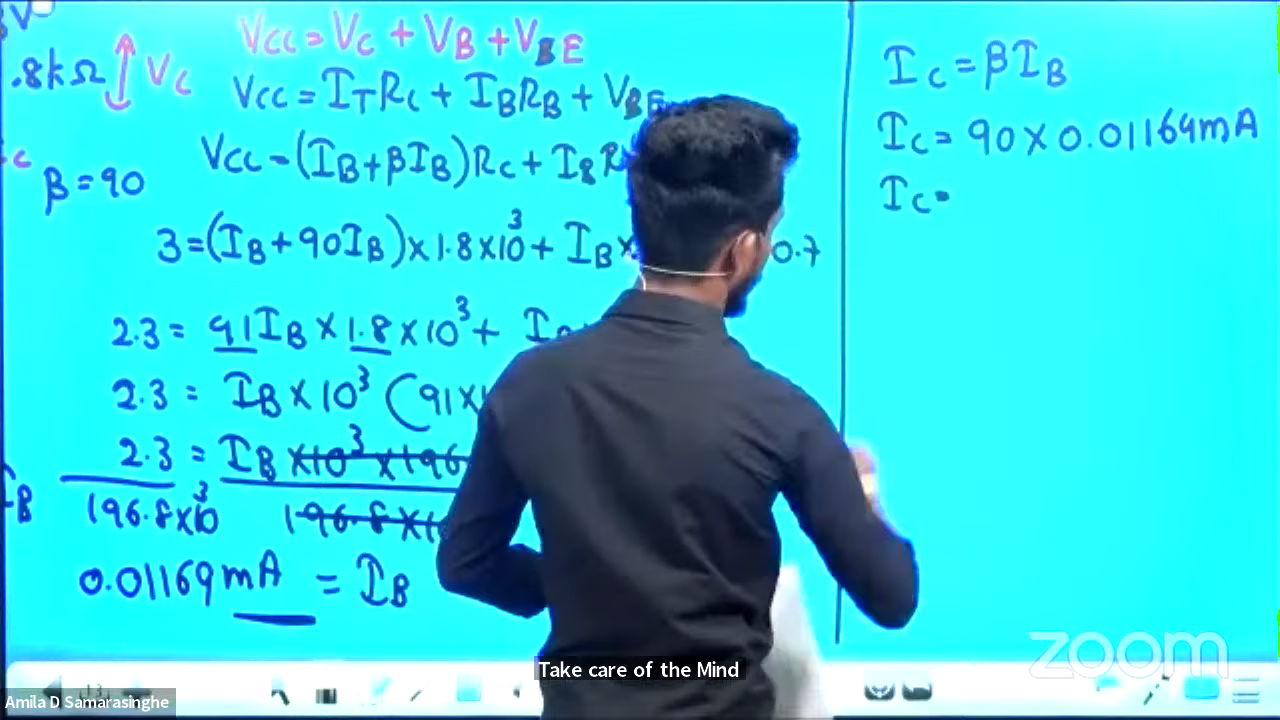 V
.8kΩ
Vc
c
β = 90
Vcc = Vc + VB + VBE
Vcc = ITRc + IBRB + VBE
Vcc = (IB + βIB)Rc + IBR
3 = (IB + 90IB) × 1.8 × 10³ + IB × 0.7
2.3 = 91IB × 1.8 × 10³ +
2.3 = IB × 10³ (91 ×
2.3 = IB × 10³ × 196
196.8 × 10³ 196.8 × 10
0.01169mA = IB
B
Ic = βIB
Ic = 90 × 0.01169mA
Ic =
zoom
Take care of the Mind
Amila D Samarasinghe